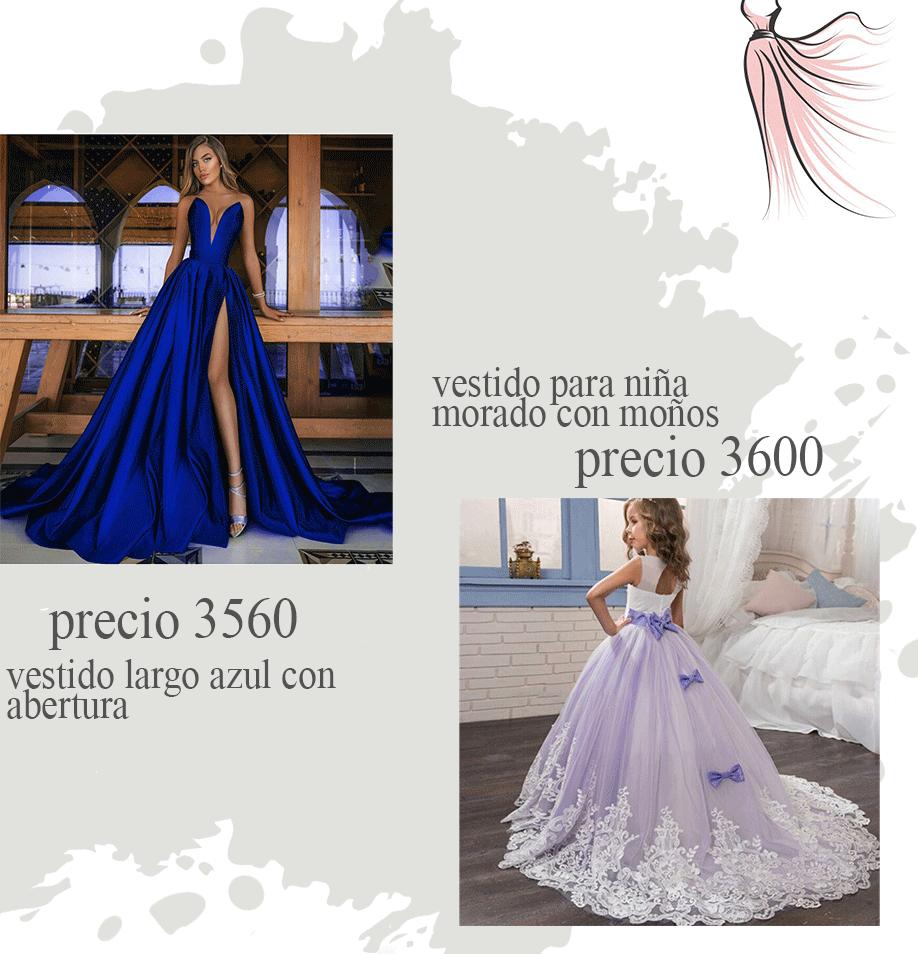 vestido para niña
morado con moños
precio 3600
precio 3560
vestido largo azul con
abertura